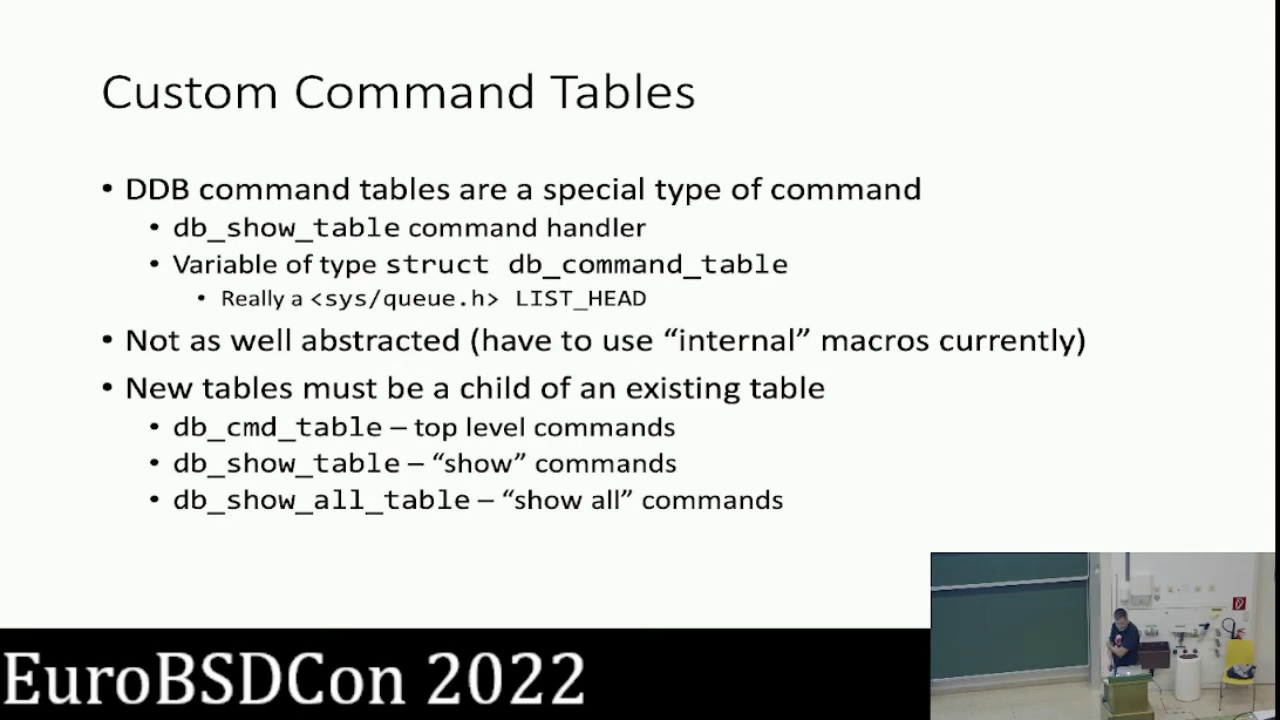 Custom Command Tables
• DDB command tables are a special type of command
• db_show_table command handler
• Variable of type struct db_command_table
• Really a <sys/queue.h> LIST_HEAD
• Not as well abstracted (have to use “internal” macros currently)
• New tables must be a child of an existing table
• db_cmd_table – top level commands
• db_show_table – “show” commands
• db_show_all_table – “show all” commands
EuroBSDCon 2022